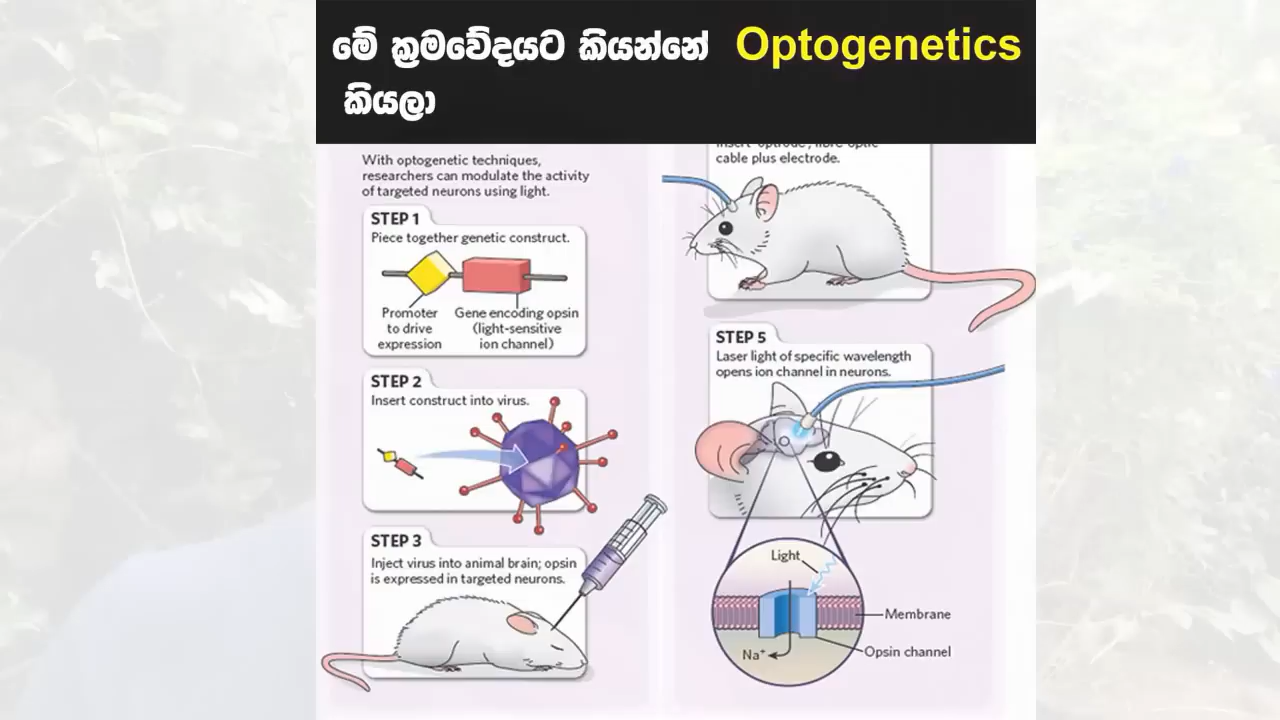 මේ ක්‍රමවේදයට කියන්නේ Optogenetics
කියලා
With optogenetic techniques,
researchers can modulate the activity
of targeted neurons using light.
STEP 1
Piece together genetic construct.
Promoter
to drive
expression
Gene encoding opsin
(light-sensitive
ion channel)
STEP 2
Insert construct into virus.
STEP 3
Inject virus into animal brain; opsin
is expressed in targeted neurons.
cable plus electrode.
STEP 5
Laser light of specific wavelength
opens ion channel in neurons.
Light
Membrane
Na⁺
Opsin channel